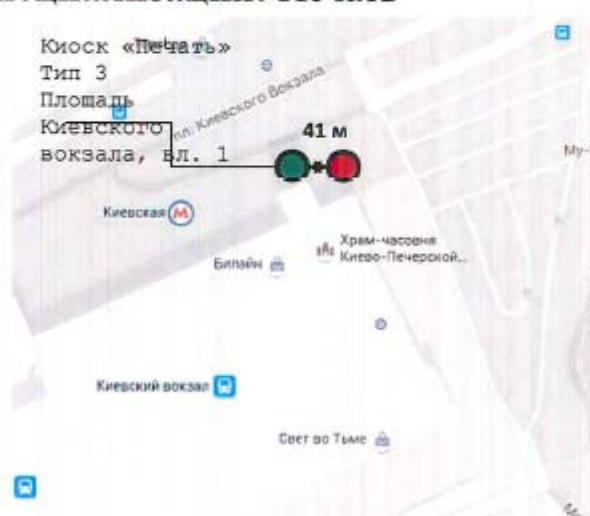 Киоск «Печать»
Тип 3
Площадь
Киевского
вокзала, вл. 1
пл. Киевского Вокзала
41 м
Му-
Киевская
М
Храм-часовня
Киево-Печерской...
Билайн
Киевский вокзал
Свет во Тьме